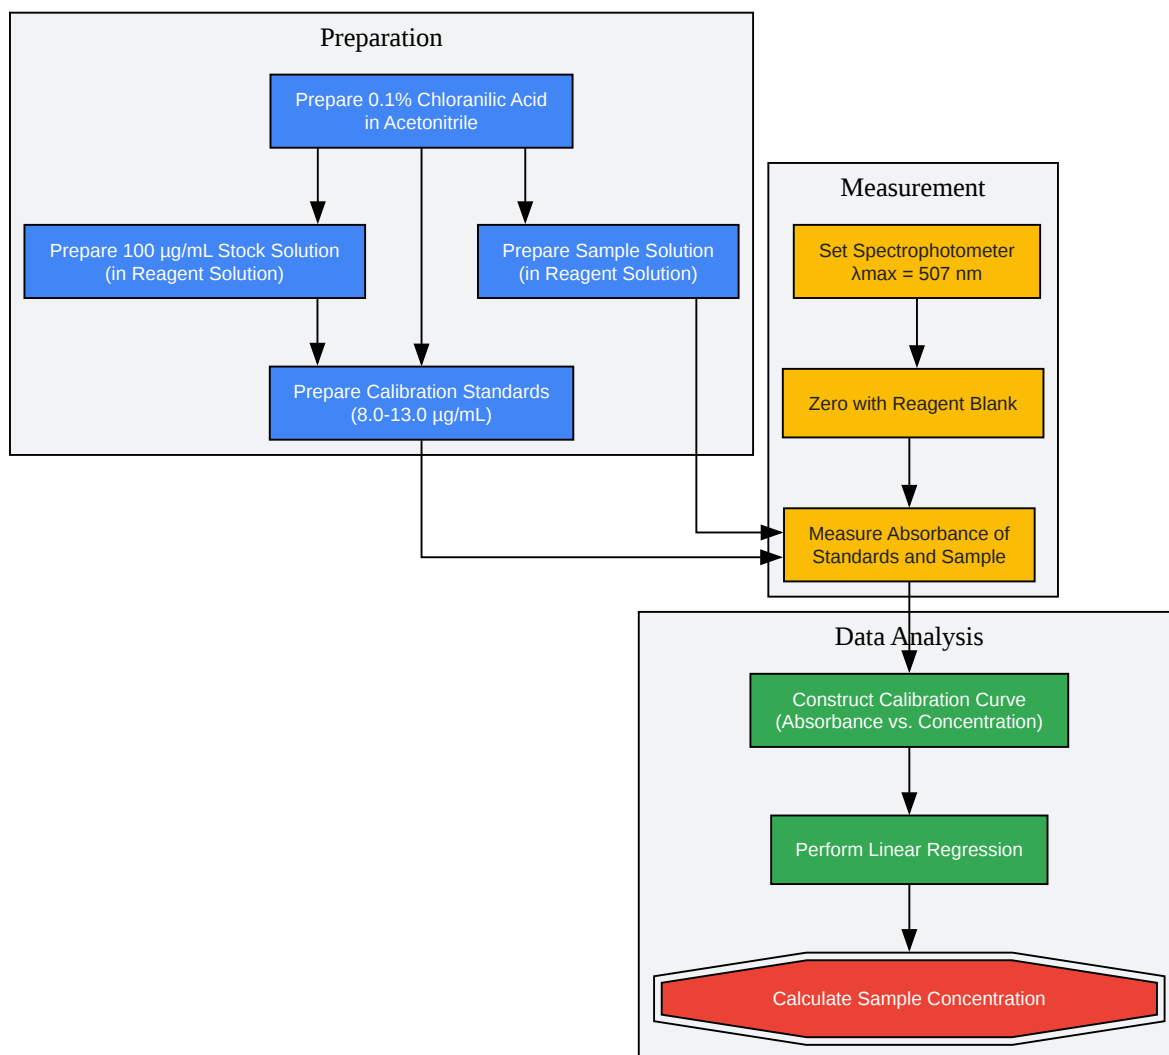 Preparation
Prepare 0.1% Chloranilic Acid
in Acetonitrile
Prepare 100 µg/mL Stock Solution
(in Reagent Solution)
Prepare Sample Solution
(in Reagent Solution)
Prepare Calibration Standards
(8.0-13.0 µg/mL)
Measurement
Set Spectrophotometer
λmax = 507 nm
Zero with Reagent Blank
Measure Absorbance of
Standards and Sample
Data Analysis
Construct Calibration Curve
(Absorbance vs. Concentration)
Perform Linear Regression
Calculate Sample Concentration